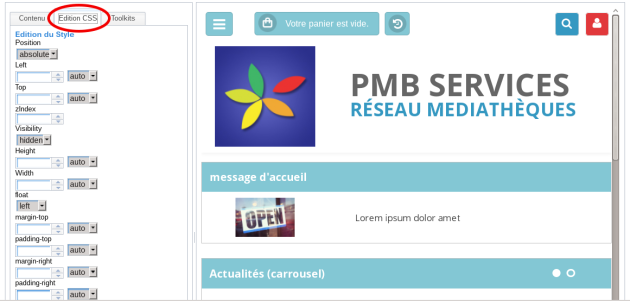 Contenu
Edition CSS
Toolkits
Edition du Style
Position
absolute
Left
auto
Top
auto
zIndex
Visibility
hidden
Height
auto
Width
auto
float
left
margin-top
auto
padding-top
auto
margin-right
auto
padding-right
auto
Votre panier est vide.
PMB SERVICES
RÉSEAU MEDIATHÈQUES
message d'accueil
OPEN
Lorem ipsum dolor amet
Actualités (carrousel)